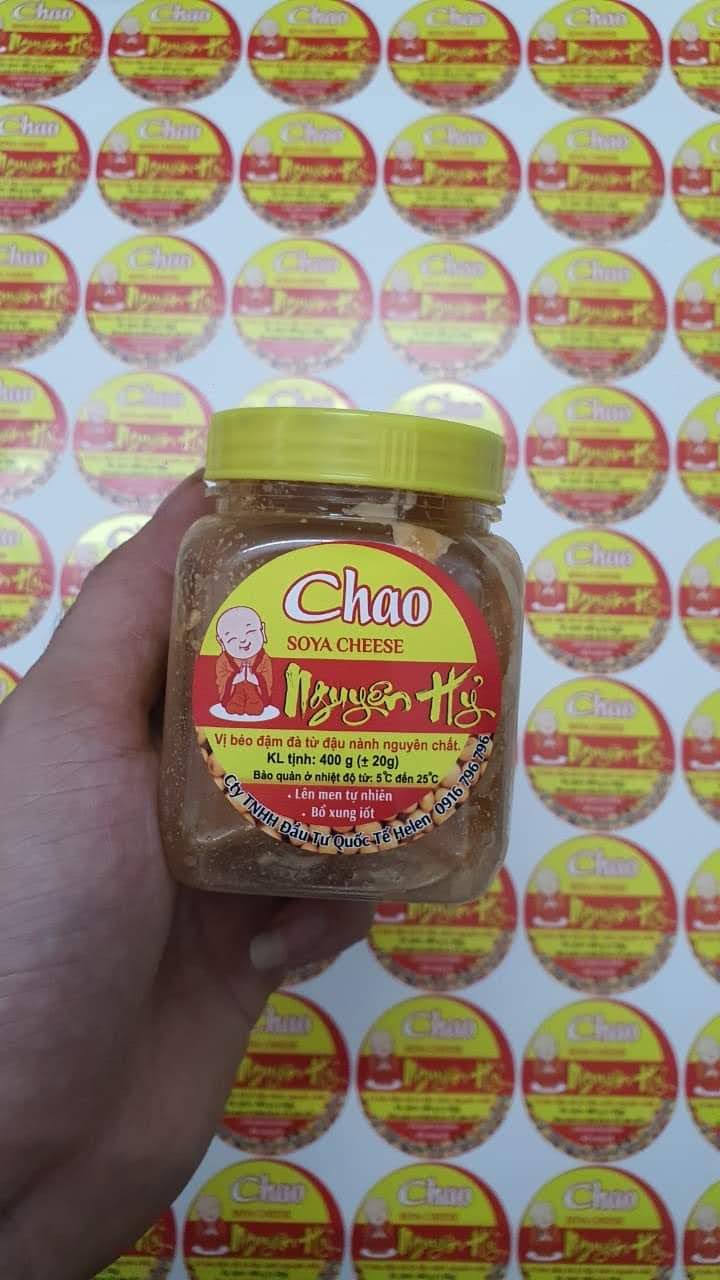 Chao
SOYA CHEESE
Nguyên Hỷ
Vị béo đậm đà từ đậu nành nguyên chất.
KL tịnh: 400 g (± 20g)
Bảo quản ở nhiệt độ từ: 5°C đến 25°C
. Lên men tự nhiên
. Bổ xung iốt
Cty TNHH Đầu Tư Quốc Tế Helen 0916 796 796